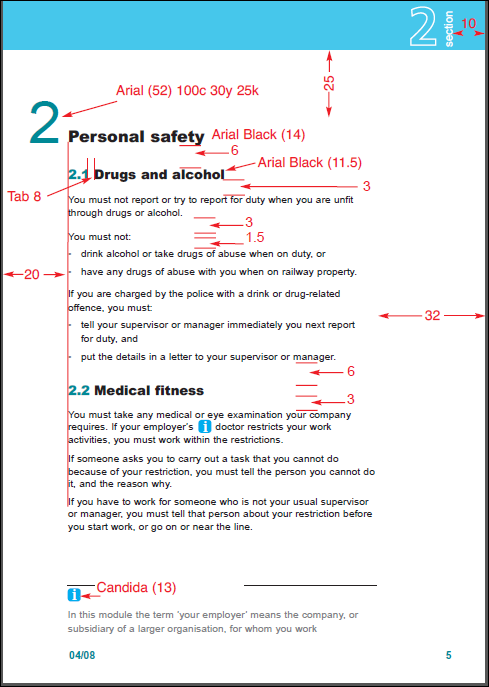 2 section
10
25
Arial (52) 100c 30y 25k
2
Personal safety
Arial Black (14)
6
Arial Black (11.5)
2.1 Drugs and alcohol
3
Tab 8
You must not report or try to report for duty when you are unfit
through drugs or alcohol.
3
You must not:
1.5
- drink alcohol or take drugs of abuse when on duty, or
- have any drugs of abuse with you when on railway property.
20
If you are charged by the police with a drink or drug-related
offence, you must:
32
- tell your supervisor or manager immediately you next report
for duty, and
- put the details in a letter to your supervisor or manager.
6
2.2 Medical fitness
3
You must take any medical or eye examination your company
requires. If your employer's i doctor restricts your work
activities, you must work within the restrictions.
If someone asks you to carry out a task that you cannot do
because of your restriction, you must tell the person you cannot do
it, and the reason why.
If you have to work for someone who is not your usual supervisor
or manager, you must tell that person about your restriction before
you start work, or go on or near the line.
i Candida (13)
In this module the term 'your employer' means the company, or
subsidiary of a larger organisation, for whom you work
04/08 5